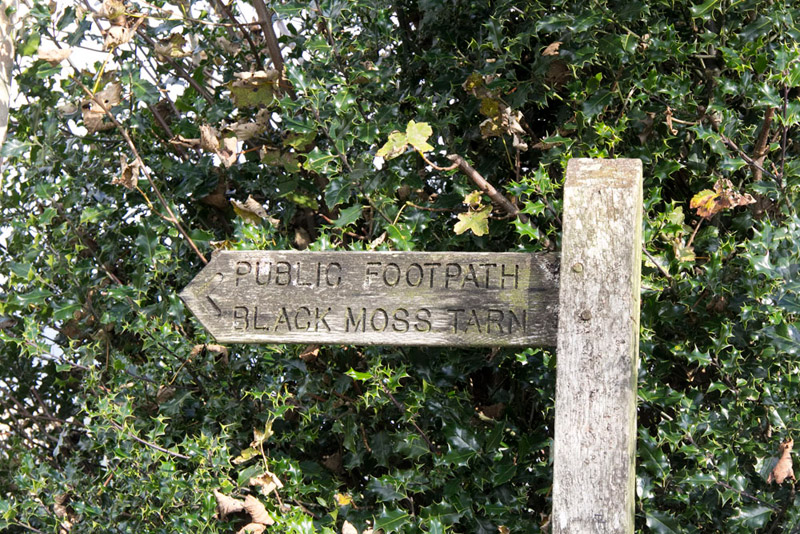 PUBLIC FOOTPATH
BLACK MOSS TARN